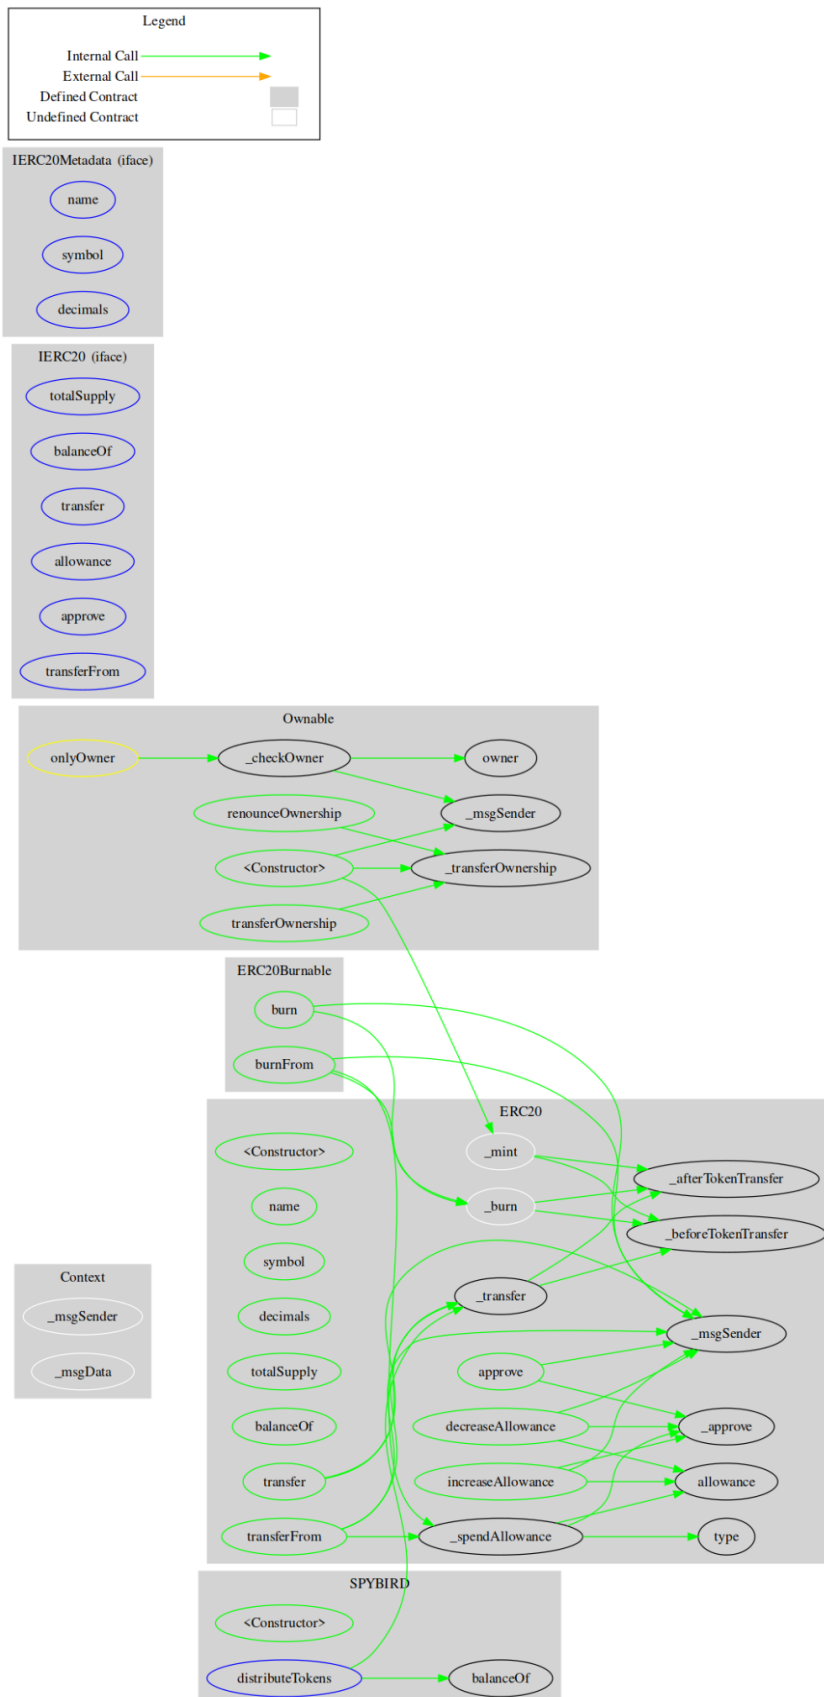 Legend
Internal Call
External Call
Defined Contract
Undefined Contract
IERC20Metadata (iface)
name
symbol
decimals
IERC20 (iface)
totalSupply
balanceOf
transfer
allowance
approve
transferFrom
Ownable
onlyOwner
_checkOwner
owner
renounceOwnership
_msgSender
<Constructor>
_transferOwnership
transferOwnership
ERC20Burnable
burn
burnFrom
ERC20
<Constructor>
_mint
_afterTokenTransfer
name
_burn
_beforeTokenTransfer
symbol
_transfer
decimals
_msgSender
totalSupply
approve
balanceOf
decreaseAllowance
_approve
transfer
increaseAllowance
allowance
transferFrom
_spendAllowance
type
Context
_msgSender
_msgData
SPYBIRD
<Constructor>
distributeTokens
balanceOf